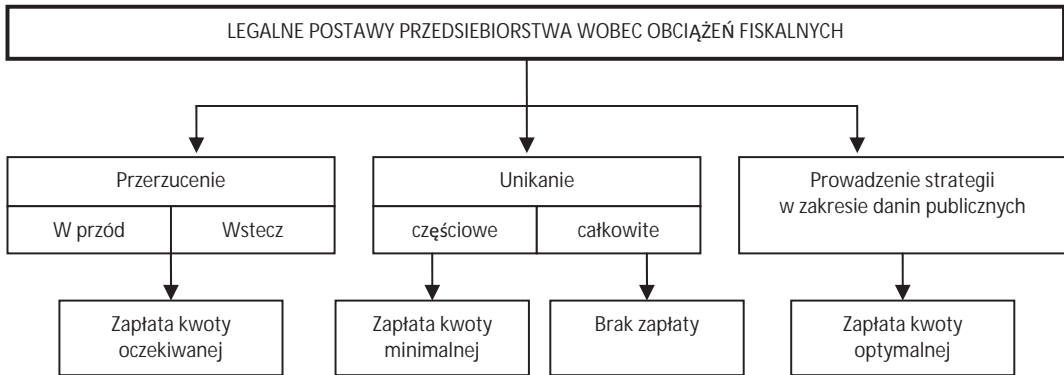 LEGALNE POSTAWY PRZEDSIEBIORSTWA WOBEC OBCIĄŻEŃ FISKALNYCH
Przerzucenie
W przód
Wstecz
Unikanie
częściowe
całkowite
Prowadzenie strategii
w zakresie danin publicznych
Zapłata kwoty
oczekiwanej
Zapłata kwoty
minimalnej
Brak zapłaty
Zapłata kwoty
optymalnej